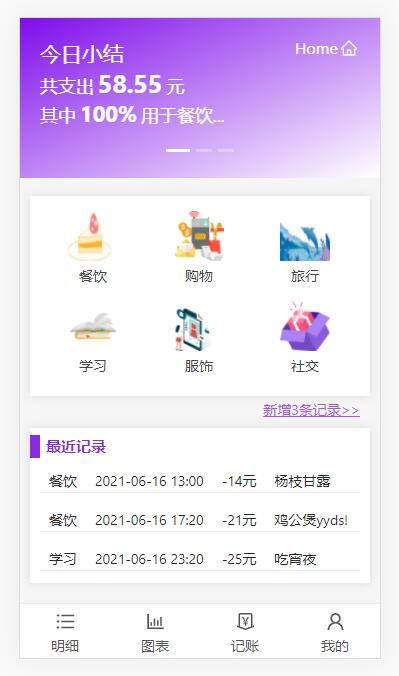 今日小结
Home
共支出 58.55 元
其中 100% 用于餐饮...
餐饮 购物 旅行
学习 服饰 社交
新增3条记录>>
最近记录
餐饮 2021-06-16 13:00 -14元 杨枝甘露
餐饮 2021-06-16 17:20 -21元 鸡公煲yyds!
学习 2021-06-16 23:20 -25元 吃宵夜
明细 图表 记账 我的